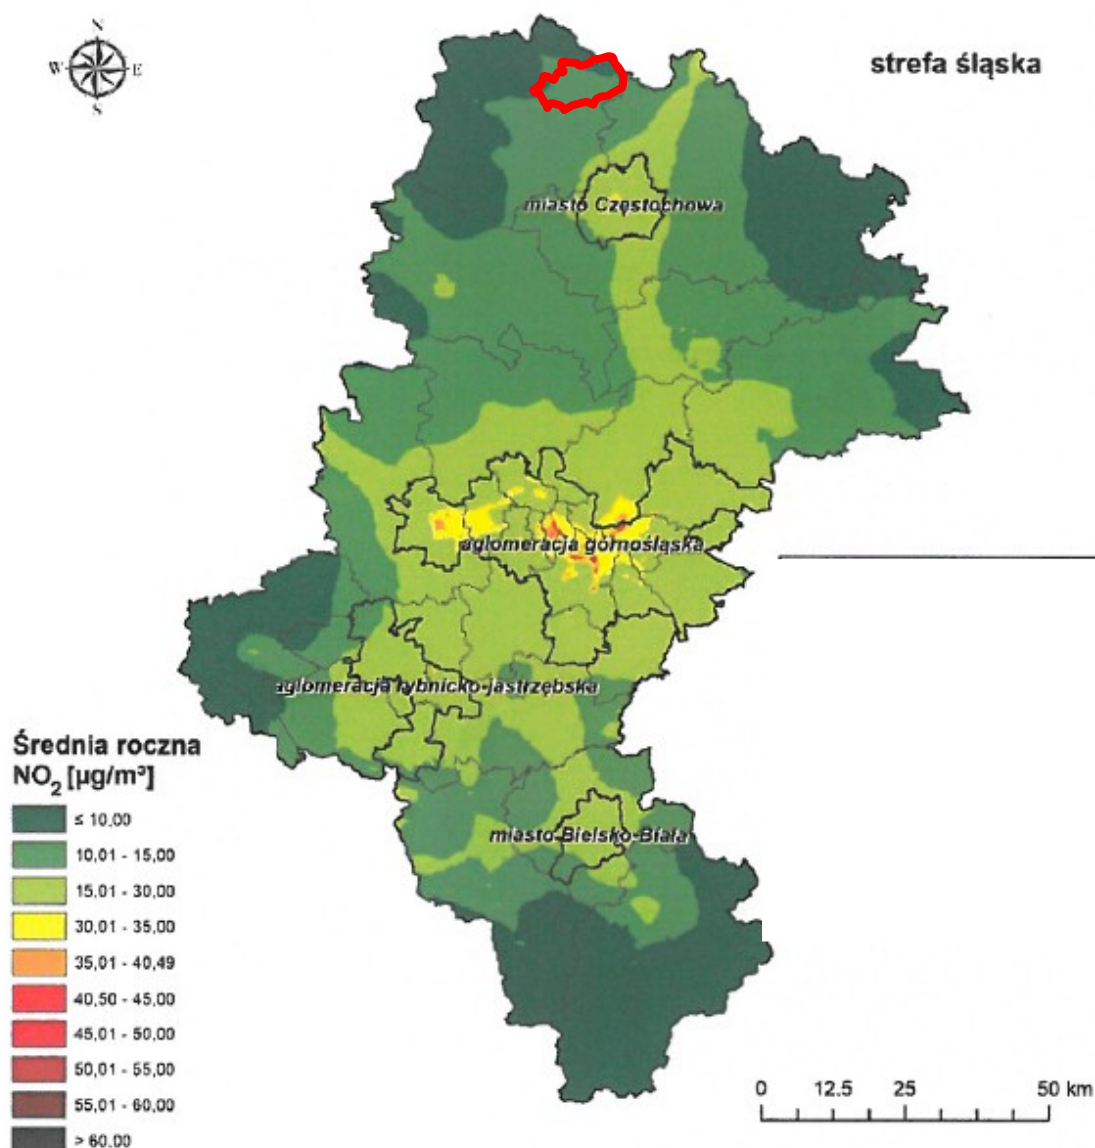 N
W E
S
strefa śląska
miasto Częstochowa
aglomeracja górnośląska
aglomeracja rybnicko-jastrzębska
miasto Bielsko-Biała
Średnia roczna
NO₂ [µg/m³]
≤ 10,00
10,01 - 15,00
15,01 - 30,00
30,01 - 35,00
35,01 - 40,49
40,50 - 45,00
45,01 - 50,00
50,01 - 55,00
55,01 - 60,00
> 60,00
0 12.5 25 50 km